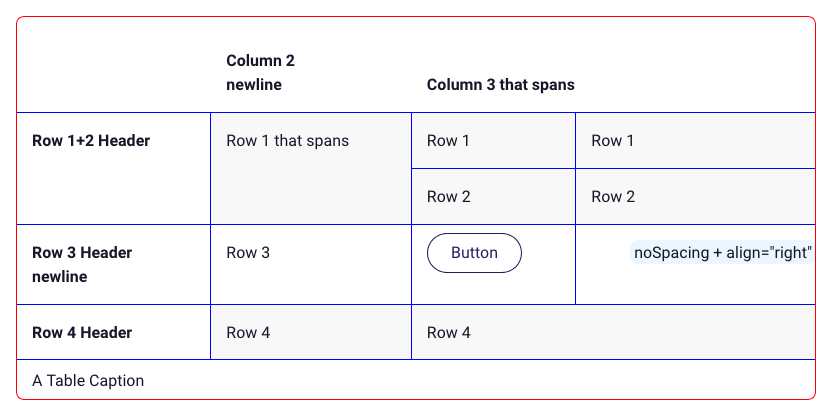 Column 2
newline
Column 3 that spans
Row 1+2 Header
Row 1 that spans
Row 1
Row 1
Row 2
Row 2
Row 3 Header
newline
Row 3
Button
noSpacing + align="right"
Row 4 Header
Row 4
Row 4
A Table Caption